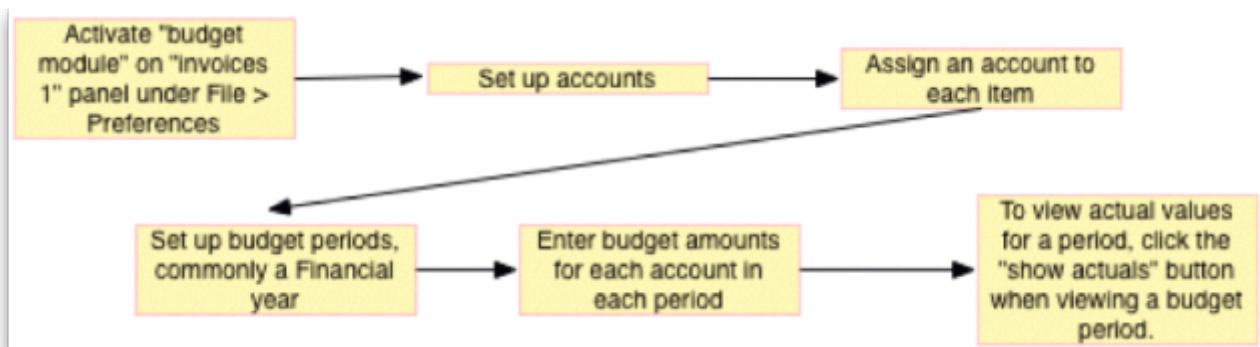 Activate "budget
module" on "invoices
1" panel under File >
Preferences
Set up accounts
Assign an account to
each item
Set up budget periods,
commonly a Financial
year
Enter budget amounts
for each account in
each period
To view actual values
for a period, click the
"show actuals" button
when viewing a budget
period.